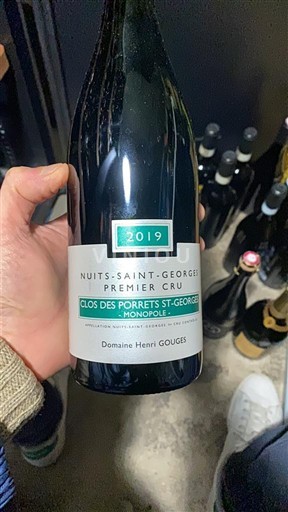 2019
VINIOU
NUITS-SAINT-GEORGES
PREMIER CRU
CLOS DES PORRETS ST-GEORGES
- MONOPOLE -
APPELLATION NUITS-SAINT-GEORGES 1er CRU CONTRÔLÉE
Domaine Henri GOUGES